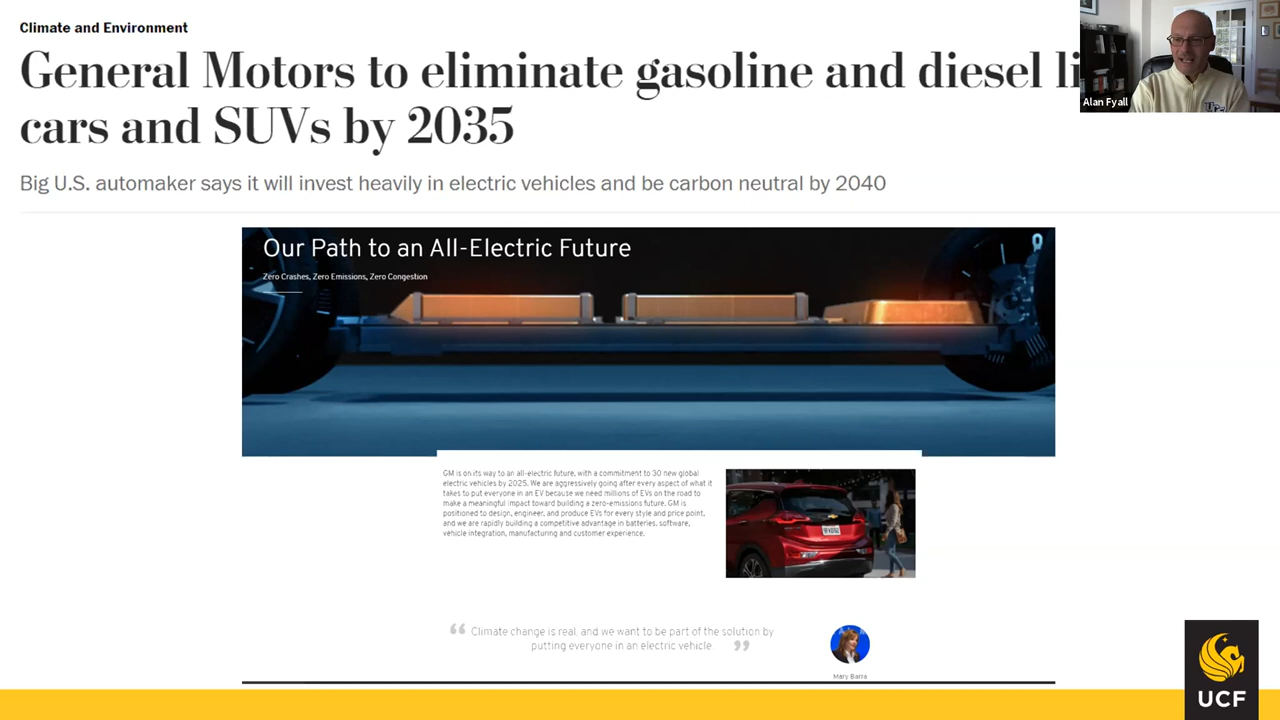 Climate and Environment
General Motors to eliminate gasoline and diesel li
cars and SUVs by 2035
Big U.S. automaker says it will invest heavily in electric vehicles and be carbon neutral by 2040
Alan Fyall
Our Path to an All-Electric Future
Zero Crashes, Zero Emissions, Zero Congestion
GM is on its way to an all-electric future, with a commitment to 30 new global
electric vehicles by 2025. We are aggressively going after every aspect of what it
takes to put everyone in an EV because we need millions of EVs on the road to
make a meaningful impact toward building a zero-emissions future. GM is
positioned to design, engineer, and produce EVs for every style and price point,
and we are rapidly building a competitive advantage in batteries, software,
vehicle integration, manufacturing and customer experience.
“ Climate change is real, and we want to be part of the solution by
putting everyone in an electric vehicle. ”
Mary Barra
UCF